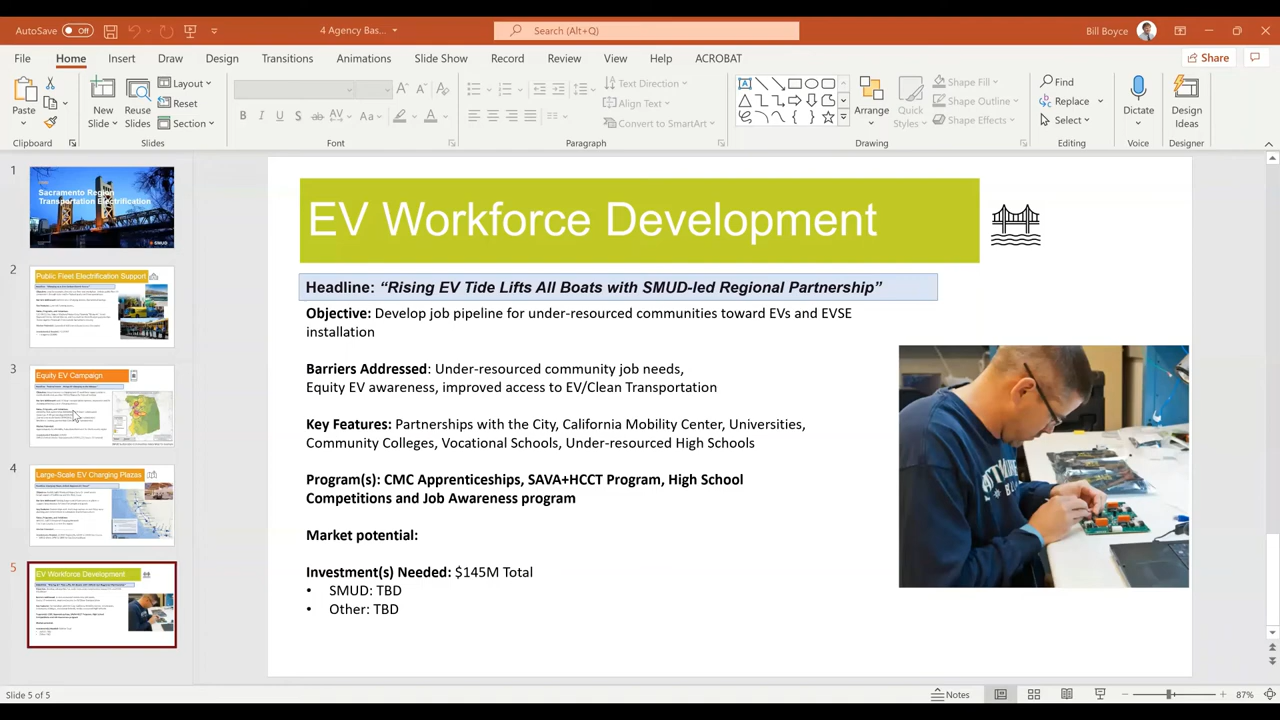 AutoSave Off
4 Agency Bas...
Search (Alt+Q)
Bill Boyce
File Home Insert Draw Design Transitions Animations Slide Show Record Review View Help ACROBAT
Share
Paste
New
Slide
Reuse
Slides
Layout
Reset
Section
Text Direction
Align Text
Convert to SmartArt
Arrange
Quick
Styles
Shape Fill
Shape Outline
Shape Effects
Find
Replace
Select
Dictate
Design
Ideas
Clipboard Slides Font Paragraph Drawing Editing Voice Designer
1
Sacramento Region
Transportation Electrification
SMUD
2
Public Fleet Electrification Support
3
Equity EV Campaign
4
Large-Scale EV Charging Plazas
5
EV Workforce Development
EV Workforce Development
Headline: “Rising EV Tide Lifts All Boats with SMUD-led Regional Partnership”
Objective: Develop job pipeline for under-resourced communities toward EVs and EVSE
installation
Barriers Addressed: Under-resourced community job needs,
Equity EV awareness, improved access to EV/Clean Transportation
Key Features: Partnerships with the City, California Mobility Center, Universities,
Community Colleges, Vocational Schools, Under-resourced High Schools
Program(s): CMC Apprenticeships, SAVA+HCCT Program, High School
Competitions and Job Awareness program
Market potential:
Investment(s) Needed: $145M Total
SMUD: TBD
Other: TBD
Slide 5 of 5
Notes
87%